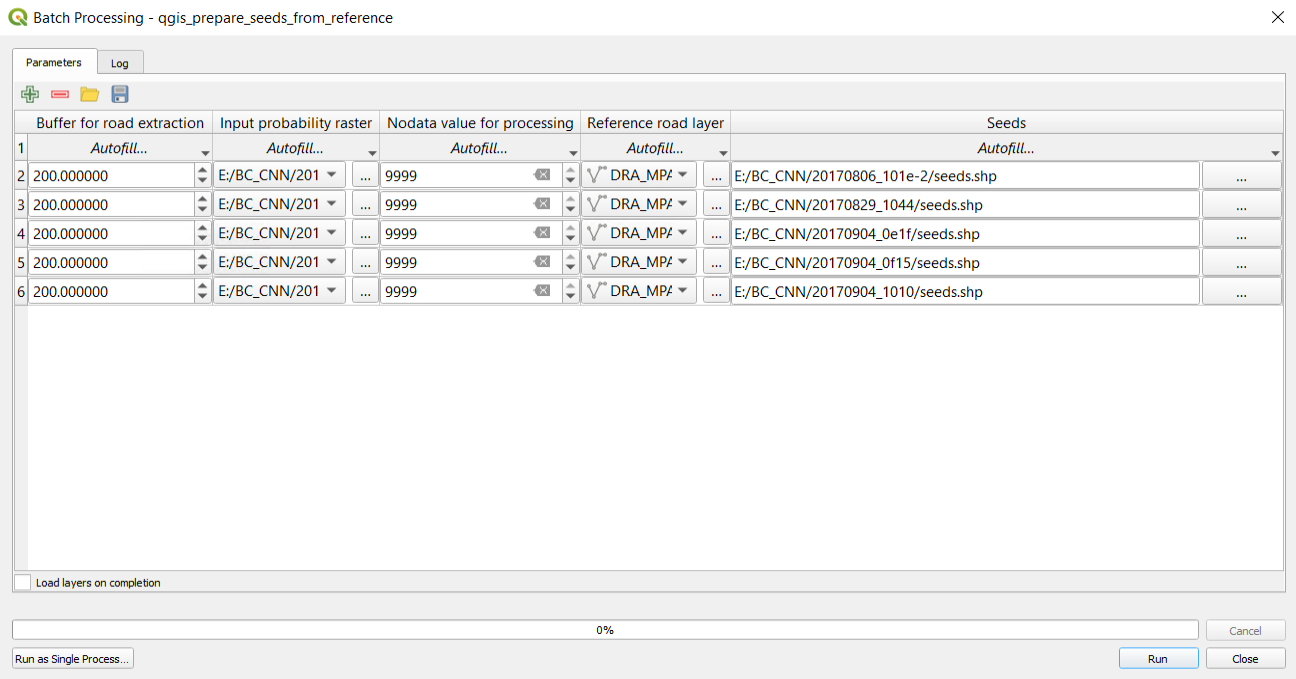 Batch Processing - qgis_prepare_seeds_from_reference
Parameters Log
Buffer for road extraction Input probability raster Nodata value for processing Reference road layer Seeds
1 Autofill... Autofill... Autofill... Autofill... Autofill...
2 200.000000 E:/BC_CNN/201 ... 9999 DRA_MPA ... E:/BC_CNN/20170806_101e-2/seeds.shp ...
3 200.000000 E:/BC_CNN/201 ... 9999 DRA_MPA ... E:/BC_CNN/20170829_1044/seeds.shp ...
4 200.000000 E:/BC_CNN/201 ... 9999 DRA_MPA ... E:/BC_CNN/20170904_0e1f/seeds.shp ...
5 200.000000 E:/BC_CNN/201 ... 9999 DRA_MPA ... E:/BC_CNN/20170904_0f15/seeds.shp ...
6 200.000000 E:/BC_CNN/201 ... 9999 DRA_MPA ... E:/BC_CNN/20170904_1010/seeds.shp ...
Load layers on completion
0% Cancel
Run as Single Process... Run Close